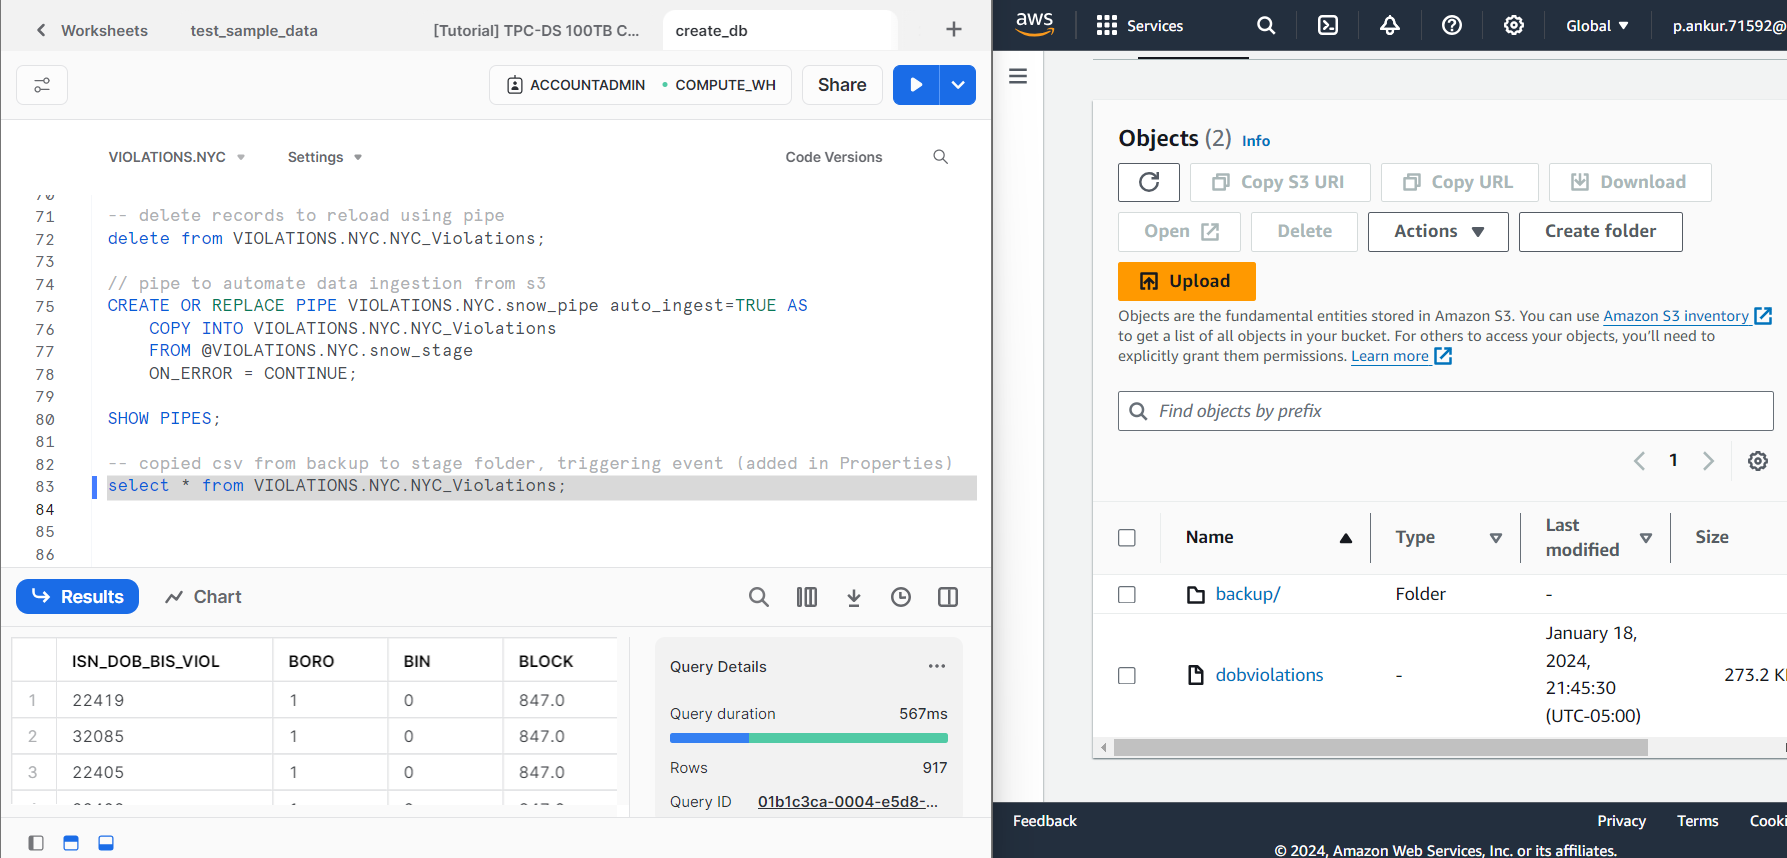 Worksheets
test_sample_data
[Tutorial] TPC-DS 100TB C...
create_db
ACCOUNTADMIN
COMPUTE_WH
Share
VIOLATIONS.NYC
Settings
Code Versions
70
71 -- delete records to reload using pipe
72 delete from VIOLATIONS.NYC.NYC_Violations;
73
74 // pipe to automate data ingestion from s3
75 CREATE OR REPLACE PIPE VIOLATIONS.NYC.snow_pipe auto_ingest=TRUE AS
76 COPY INTO VIOLATIONS.NYC.NYC_Violations
77 FROM @VIOLATIONS.NYC.snow_stage
78 ON_ERROR = CONTINUE;
79
80 SHOW PIPES;
81
82 -- copied csv from backup to stage folder, triggering event (added in Properties)
83 select * from VIOLATIONS.NYC.NYC_Violations;
84
85
86
Results
Chart
ISN_DOB_BIS_VIOL BORO BIN BLOCK
1 22419 1 0 847.0
2 32085 1 0 847.0
3 22405 1 0 847.0
Query Details
Query duration 567ms
Rows 917
Query ID 01b1c3ca-0004-e5d8-...
aws
Services
Global
p.ankur.71592@
Objects (2) Info
Copy S3 URI
Copy URL
Download
Open
Delete
Actions
Create folder
Upload
Objects are the fundamental entities stored in Amazon S3. You can use Amazon S3 inventory
to get a list of all objects in your bucket. For others to access your objects, you'll need to
explicitly grant them permissions. Learn more
Find objects by prefix
1
Name
Type
Last
modified
Size
backup/ Folder -
dobviolations - January 18,
2024,
21:45:30
(UTC-05:00)
273.2 K
Feedback
Privacy
Terms
Cooki
© 2024, Amazon Web Services, Inc. or its affiliates.